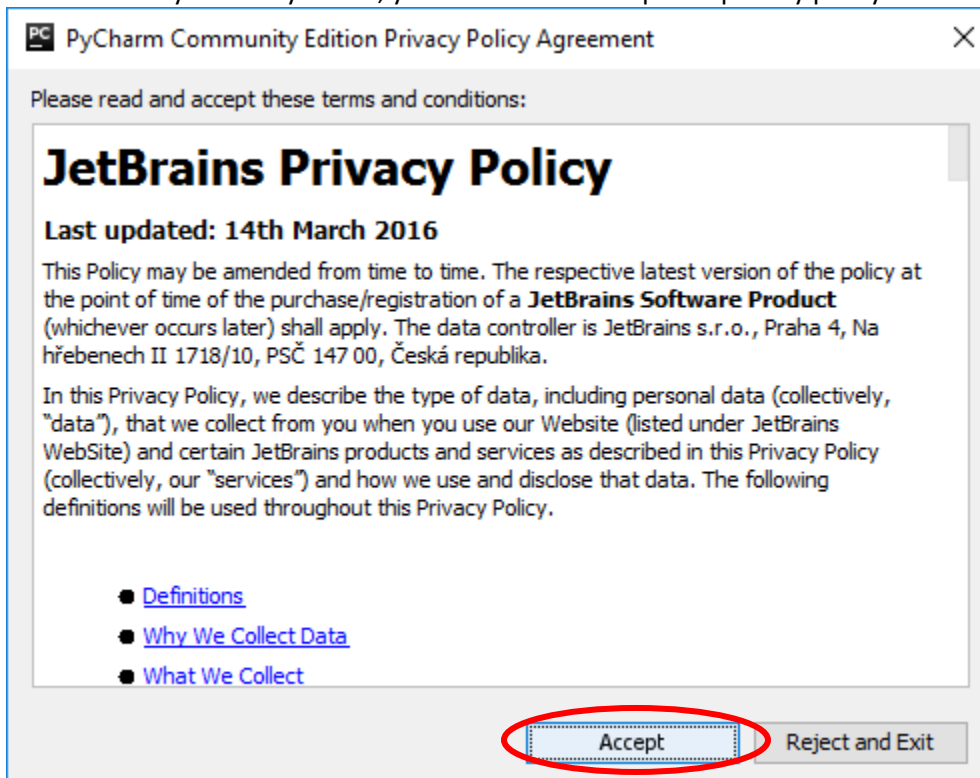 PC PyCharm Community Edition Privacy Policy Agreement
Please read and accept these terms and conditions:
JetBrains Privacy Policy
Last updated: 14th March 2016
This Policy may be amended from time to time. The respective latest version of the policy at
the point of time of the purchase/registration of a JetBrains Software Product
(whichever occurs later) shall apply. The data controller is JetBrains s.r.o., Praha 4, Na
hřebenech II 1718/10, PSČ 147 00, Česká republika.
In this Privacy Policy, we describe the type of data, including personal data (collectively,
“data”), that we collect from you when you use our Website (listed under JetBrains
WebSite) and certain JetBrains products and services as described in this Privacy Policy
(collectively, our “services”) and how we use and disclose that data. The following
definitions will be used throughout this Privacy Policy.
Definitions
Why We Collect Data
What We Collect
Accept Reject and Exit